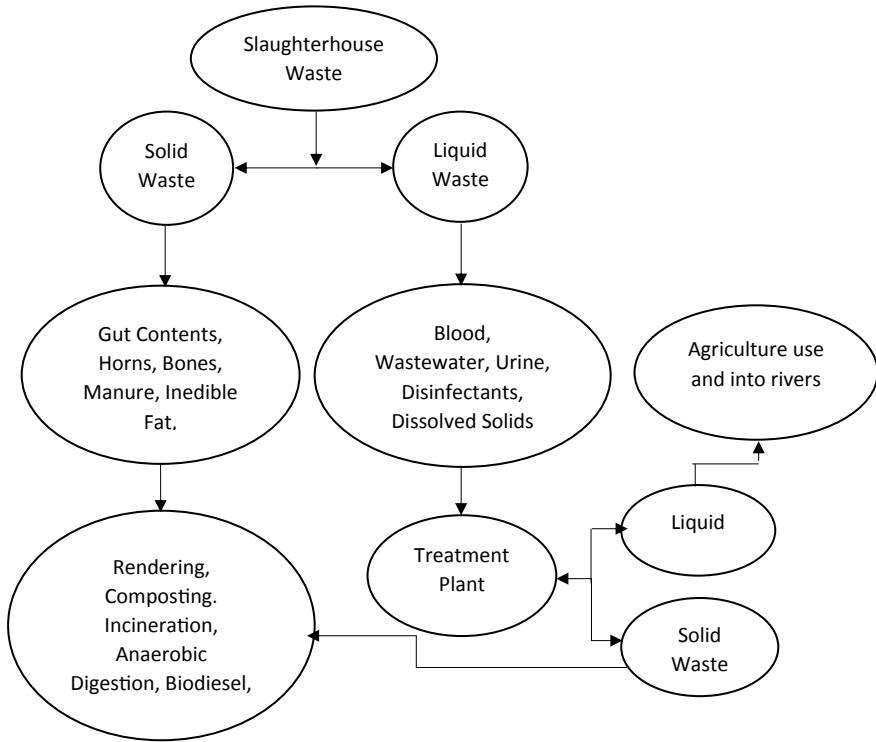 Slaughterhouse
Waste
Solid
Waste
Liquid
Waste
Gut Contents,
Horns, Bones,
Manure, Inedible
Fat.
Blood,
Wastewater, Urine,
Disinfectants,
Dissolved Solids
Agriculture use
and into rivers
Rendering,
Composting.
Incineration,
Anaerobic
Digestion, Biodiesel,
Treatment
Plant
Liquid
Solid
Waste